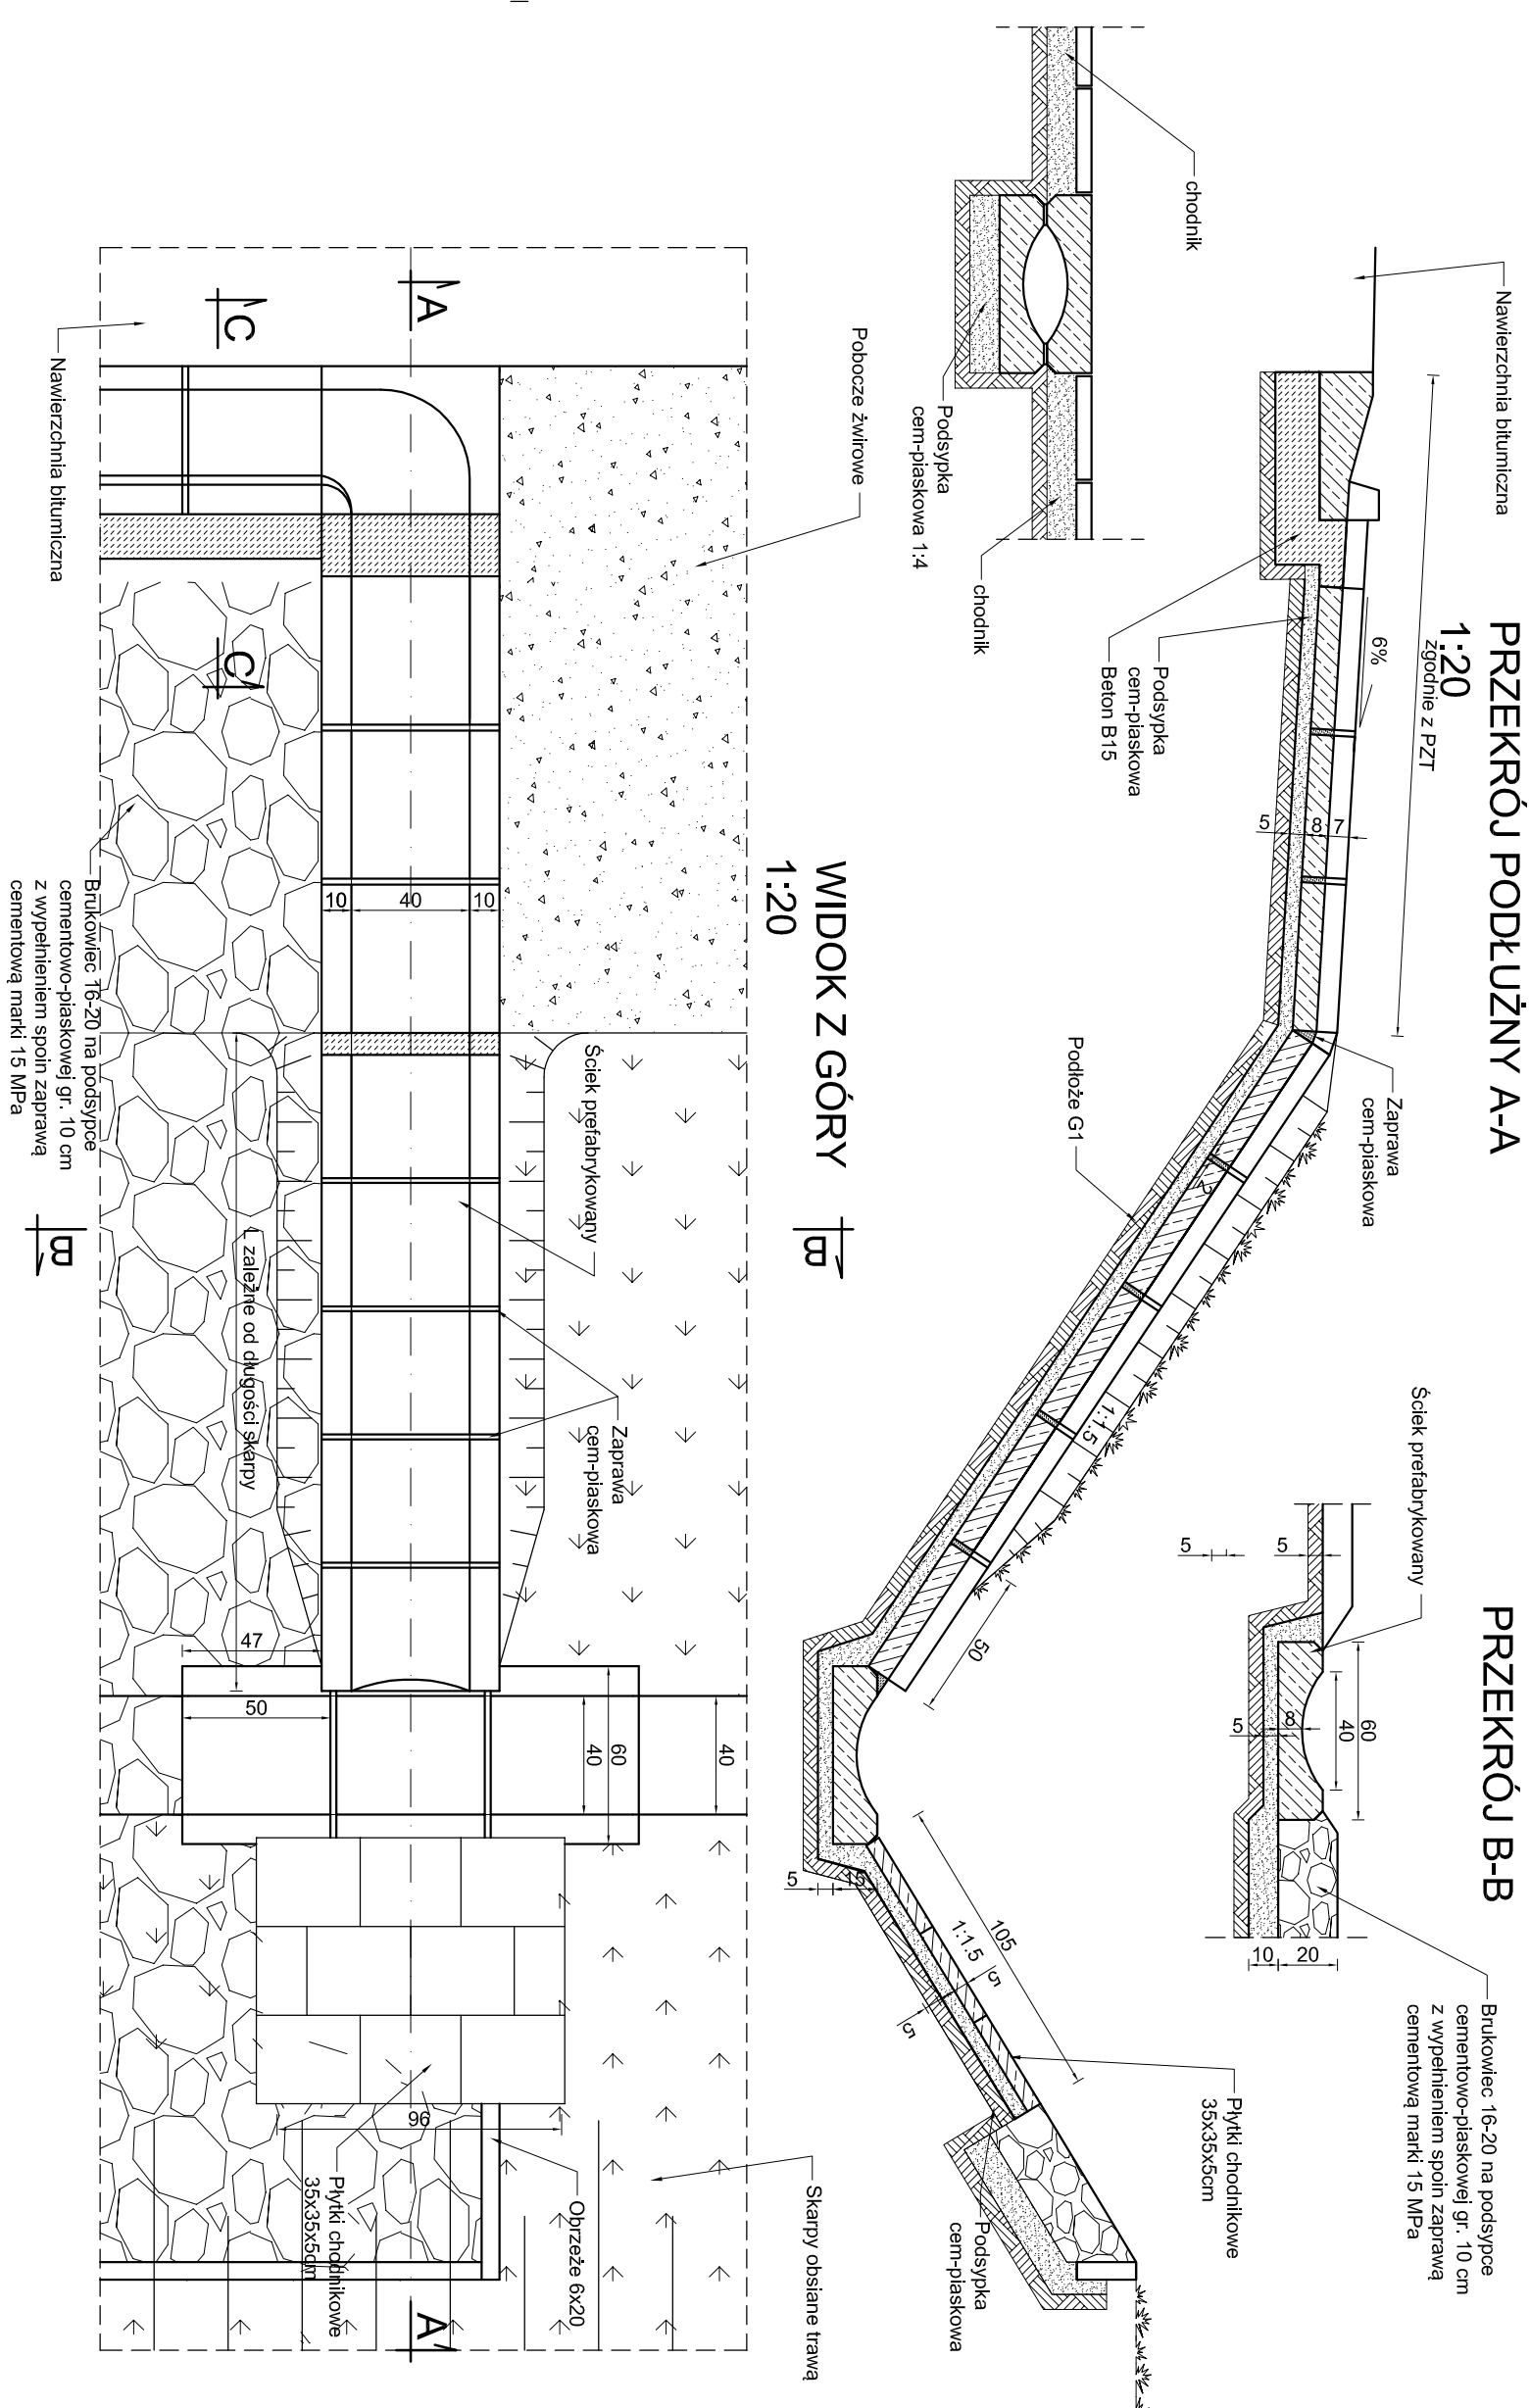 PRZEKRÓJ PODŁUŻNY A-A
1:20
Nawierzchnia bitumiczna
zgodnie z PZT
6%
5
8
7
Podsypka
cem-piaskowa
Beton B15
Zaprawa
cem-piaskowa
Podłoże G1
12
1:1.5
50
5
15
105
1:1.5
5
5
Płytki chodnikowe
35x35x5cm
Podsypka
cem-piaskowa
PRZEKRÓJ B-B
Ściek prefabrykowany
5
5
60
40
8
5
10
20
Brukowiec 16-20 na podsypce
cementowo-piaskowej gr. 10 cm
z wypełnieniem spoin zaprawą
cementową marki 15 MPa
chodnik
Podsypka
cem-piaskowa 1:4
chodnik
WIDOK Z GÓRY
1:20
Pobocze żwirowe
A
C
C
B
B
A
Nawierzchnia bitumiczna
10
40
10
Ściek prefabrykowany
Zaprawa
cem-piaskowa
Brukowiec 16-20 na podsypce
cementowo-piaskowej gr. 10 cm
z wypełnieniem spoin zaprawą
cementową marki 15 MPa
L zależne od długości skarpy
47
50
40
60
40
96
Płytki chodnikowe
35x35x5cm
Obrzeże 6x20
Skarpy obsiane trawą